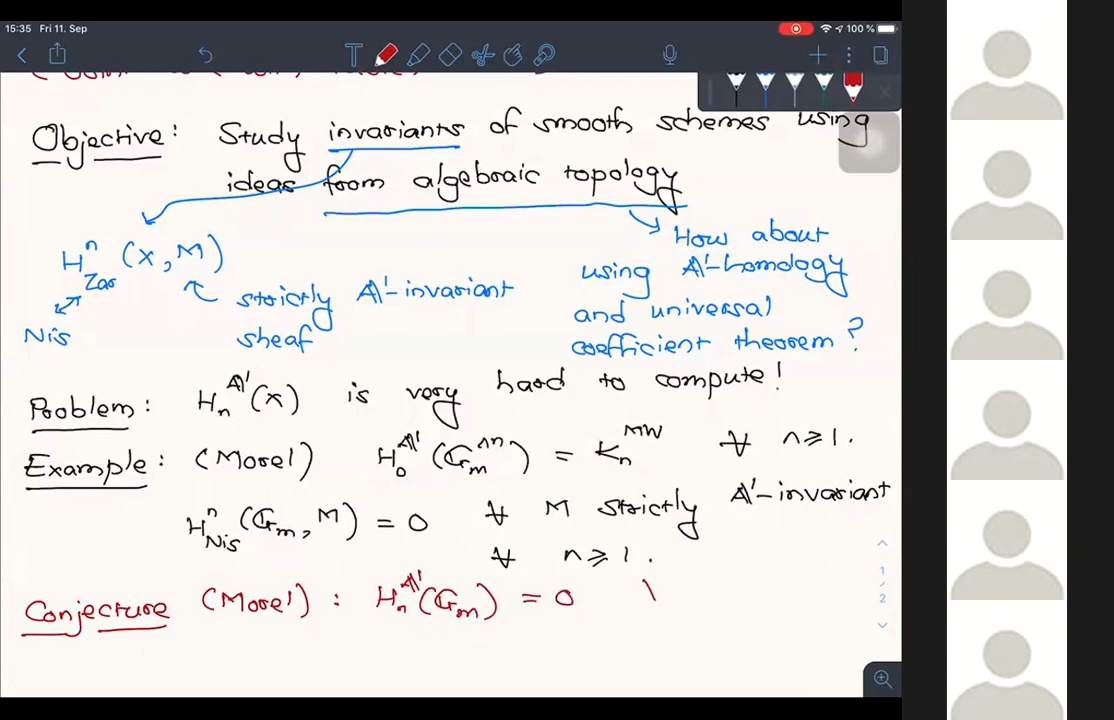 15:35 Fri 11. Sep
100 %
Objective: Study invariants of smooth schemes using
ideas from algebraic topology
H^n_Zar (X, M)
Nis
strictly A¹-invariant
sheaf
How about
using A¹-homology
and universal
coefficient theorem?
Problem: H_n^{A¹}(X) is very hard to compute!
Example: (Morel) H_0^{A¹}(G_m^{∧n}) = K_n^{MW} ∀ n ≥ 1.
H^n_Nis (G_m, M) = 0 ∀ M strictly A¹-invariant
∀ n ≥ 1.
Conjecture (Morel): H_n^{A¹}(G_m) = 0
1
/
2